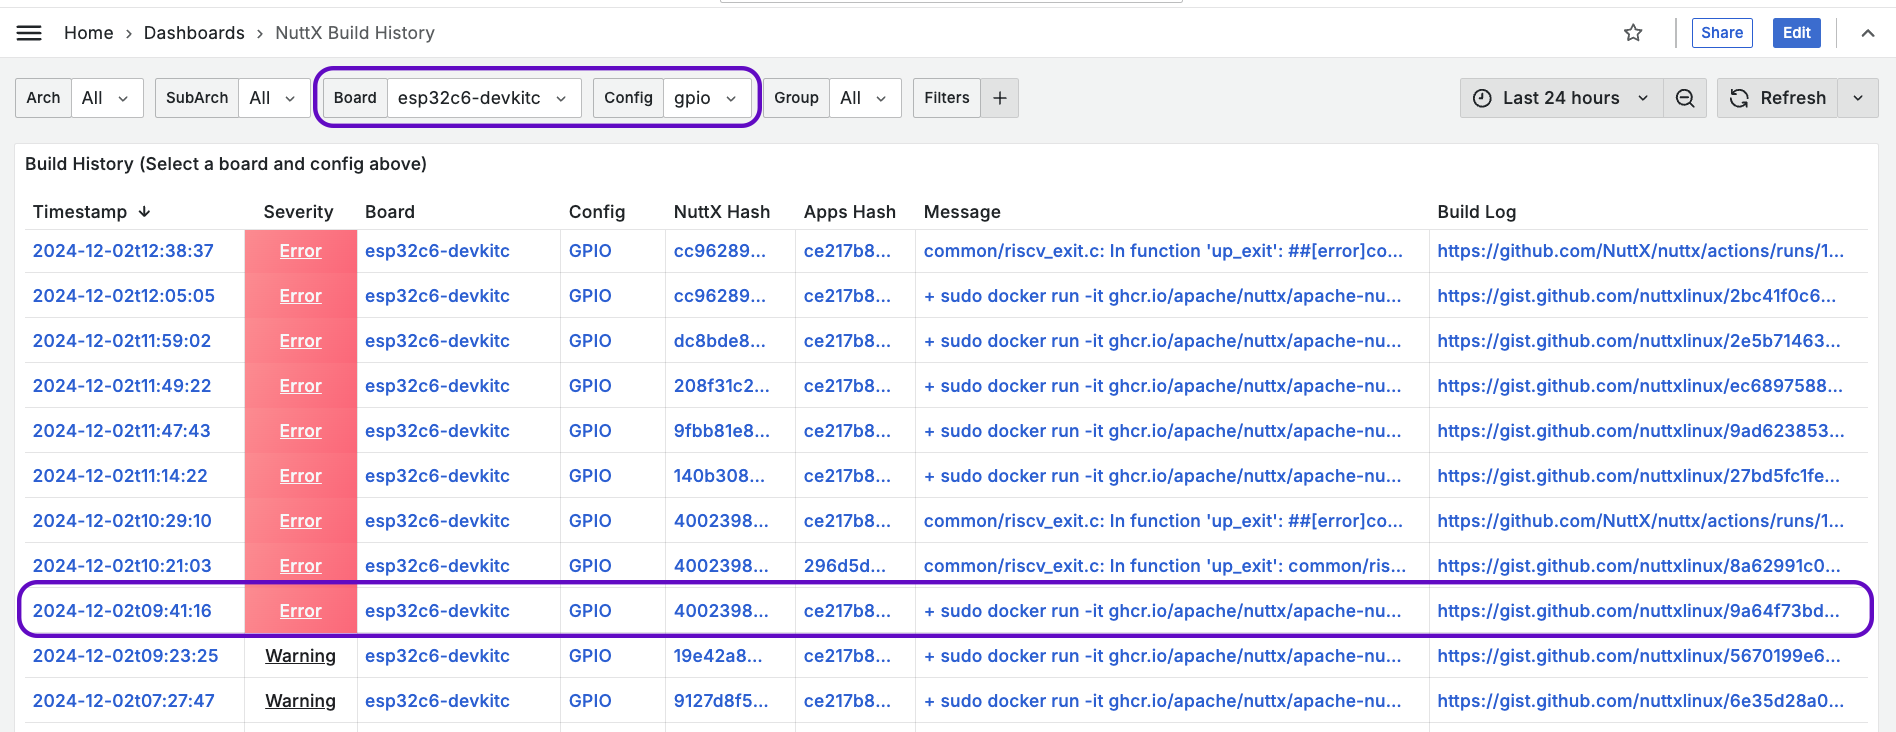 Home › Dashboards › NuttX Build History Share Edit
Arch All SubArch All Board esp32c6-devkitc Config gpio Group All Filters + Last 24 hours Refresh
Build History (Select a board and config above)
Timestamp ↓ Severity Board Config NuttX Hash Apps Hash Message Build Log
2024-12-02t12:38:37 Error esp32c6-devkitc GPIO cc96289... ce217b8... common/riscv_exit.c: In function 'up_exit': ##[error]co... https://github.com/NuttX/nuttx/actions/runs/1...
2024-12-02t12:05:05 Error esp32c6-devkitc GPIO cc96289... ce217b8... + sudo docker run -it ghcr.io/apache/nuttx/apache-nu... https://gist.github.com/nuttxlinux/2bc41f0c6...
2024-12-02t11:59:02 Error esp32c6-devkitc GPIO dc8bde8... ce217b8... + sudo docker run -it ghcr.io/apache/nuttx/apache-nu... https://gist.github.com/nuttxlinux/2e5b71463...
2024-12-02t11:49:22 Error esp32c6-devkitc GPIO 208f31c2... ce217b8... + sudo docker run -it ghcr.io/apache/nuttx/apache-nu... https://gist.github.com/nuttxlinux/ec6897588...
2024-12-02t11:47:43 Error esp32c6-devkitc GPIO 9fbb81e8... ce217b8... + sudo docker run -it ghcr.io/apache/nuttx/apache-nu... https://gist.github.com/nuttxlinux/9ad623853...
2024-12-02t11:14:22 Error esp32c6-devkitc GPIO 140b308... ce217b8... + sudo docker run -it ghcr.io/apache/nuttx/apache-nu... https://gist.github.com/nuttxlinux/27bd5fc1fe...
2024-12-02t10:29:10 Error esp32c6-devkitc GPIO 4002398... ce217b8... common/riscv_exit.c: In function 'up_exit': ##[error]co... https://github.com/NuttX/nuttx/actions/runs/1...
2024-12-02t10:21:03 Error esp32c6-devkitc GPIO 4002398... 296d5d... common/riscv_exit.c: In function 'up_exit': common/ris... https://gist.github.com/nuttxlinux/8a62991c0...
2024-12-02t09:41:16 Error esp32c6-devkitc GPIO 4002398... ce217b8... + sudo docker run -it ghcr.io/apache/nuttx/apache-nu... https://gist.github.com/nuttxlinux/9a64f73bd...
2024-12-02t09:23:25 Warning esp32c6-devkitc GPIO 19e42a8... ce217b8... + sudo docker run -it ghcr.io/apache/nuttx/apache-nu... https://gist.github.com/nuttxlinux/5670199e6...
2024-12-02t07:27:47 Warning esp32c6-devkitc GPIO 9127d8f5... ce217b8... + sudo docker run -it ghcr.io/apache/nuttx/apache-nu... https://gist.github.com/nuttxlinux/6e35d28a0...